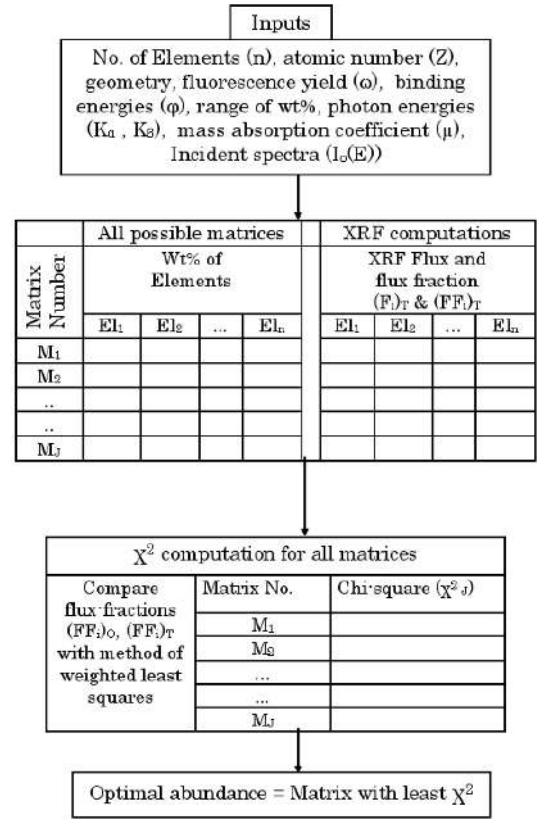 Inputs
No. of Elements (n), atomic number (Z),
geometry, fluorescence yield (ω), binding
energies (φ), range of wt%, photon energies
(Kα , Kβ), mass absorption coefficient (μ),
Incident spectra (Iₒ(E))
All possible matrices
XRF computations
Matrix
Number
Wt% of
Elements
XRF Flux and
flux fraction
(Fᵢ)T & (FFᵢ)T
El₁ El₂ ... Elₙ El₁ El₂ ... Elₙ
M₁
M₂
..
..
MJ
χ² computation for all matrices
Compare
flux-fractions
(FFᵢ)O, (FFᵢ)T
with method of
weighted least
squares
Matrix No. Chi-square (χ²J)
M₁
M₂
...
...
MJ
Optimal abundance = Matrix with least χ²